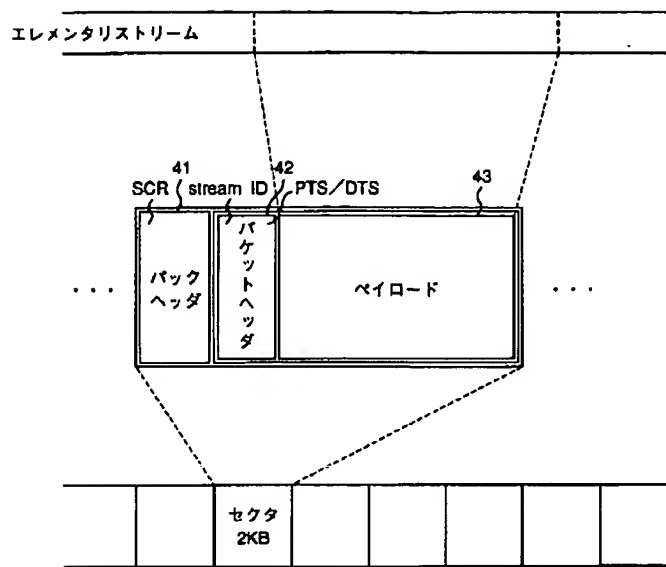 エレメンタリストリーム
41 42 43
SCR stream ID PTS/DTS
パック
ヘッダ
パケットヘッダ
ペイロード
・・・
・・・
セクタ
2KB